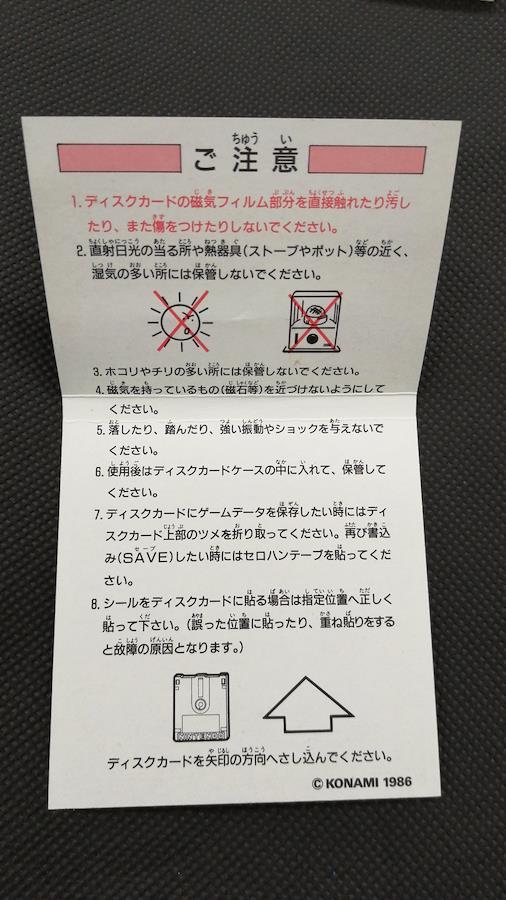 ご注意
1. ディスクカードの磁気フィルム部分を直接触れたり汚し
たり、また傷をつけたりしないでください。
2. 直射日光の当る所や熱器具(ストーブやポット)等の近く、
湿気の多い所には保管しないでください。
3. ホコリやチリの多い所には保管しないでください。
4. 磁気を持っているもの(磁石等)を近づけないようにして
ください。
5. 落したり、踏んだり、強い振動やショックを与えないで
ください。
6. 使用後はディスクカードケースの中に入れて、保管して
ください。
7. ディスクカードにゲームデータを保存したい時にはディ
スクカード上部のツメを折り取ってください。再び書込
み(SAVE)したい時にはセロハンテープを貼ってくだ
さい。
8. シールをディスクカードに貼る場合は指定位置へ正しく
貼って下さい。(誤った位置に貼ったり、重ね貼りをする
と故障の原因となります。)
ディスクカードを矢印の方向へさし込んでください。
© KONAMI 1986